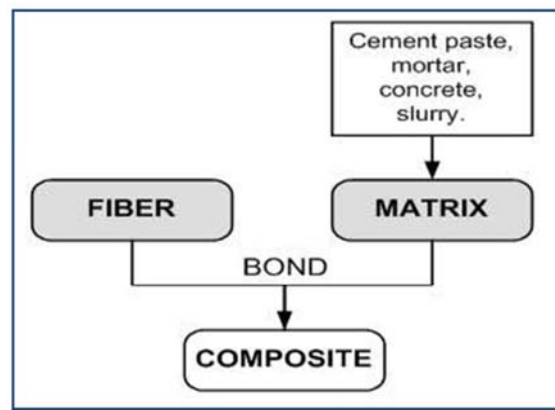 Cement paste,
mortar,
concrete,
slurry.
FIBER
MATRIX
BOND
COMPOSITE